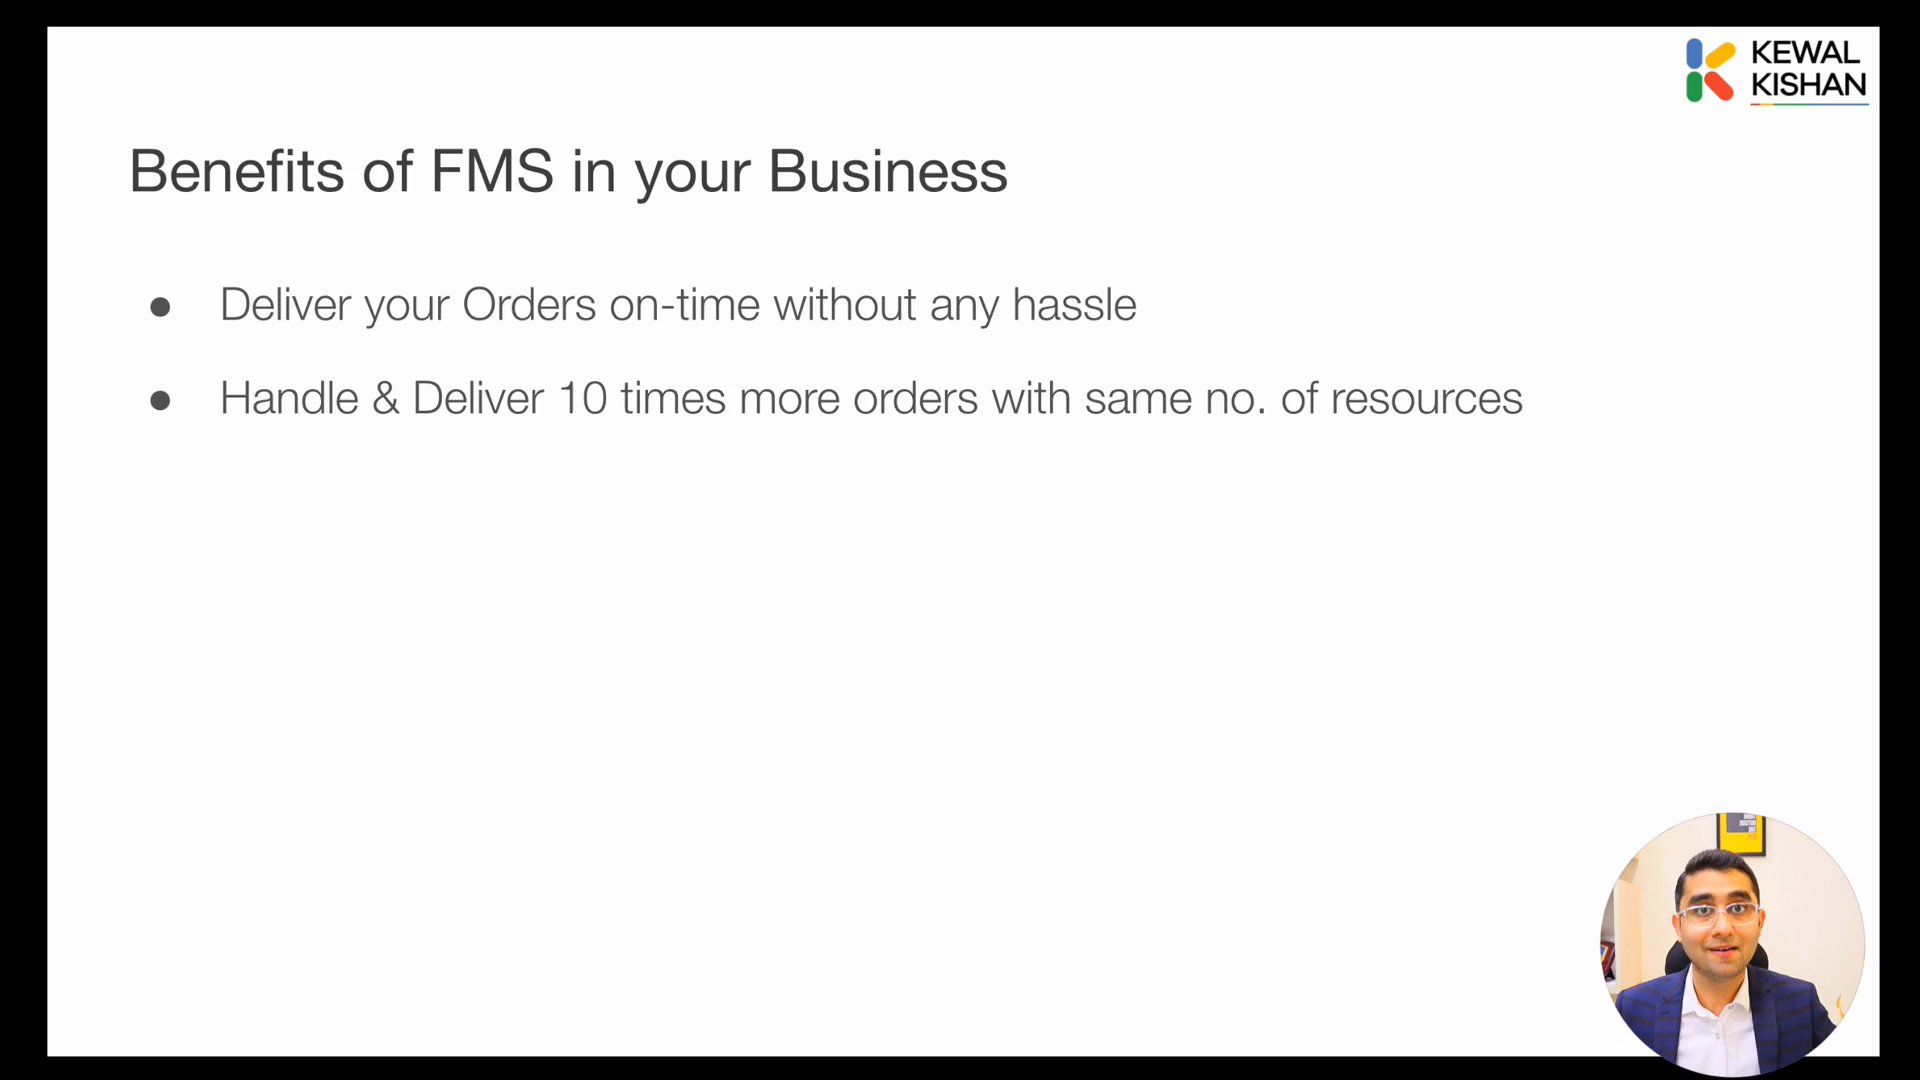 KEWAL
KISHAN
Benefits of FMS in your Business
● Deliver your Orders on-time without any hassle
● Handle & Deliver 10 times more orders with same no. of resources